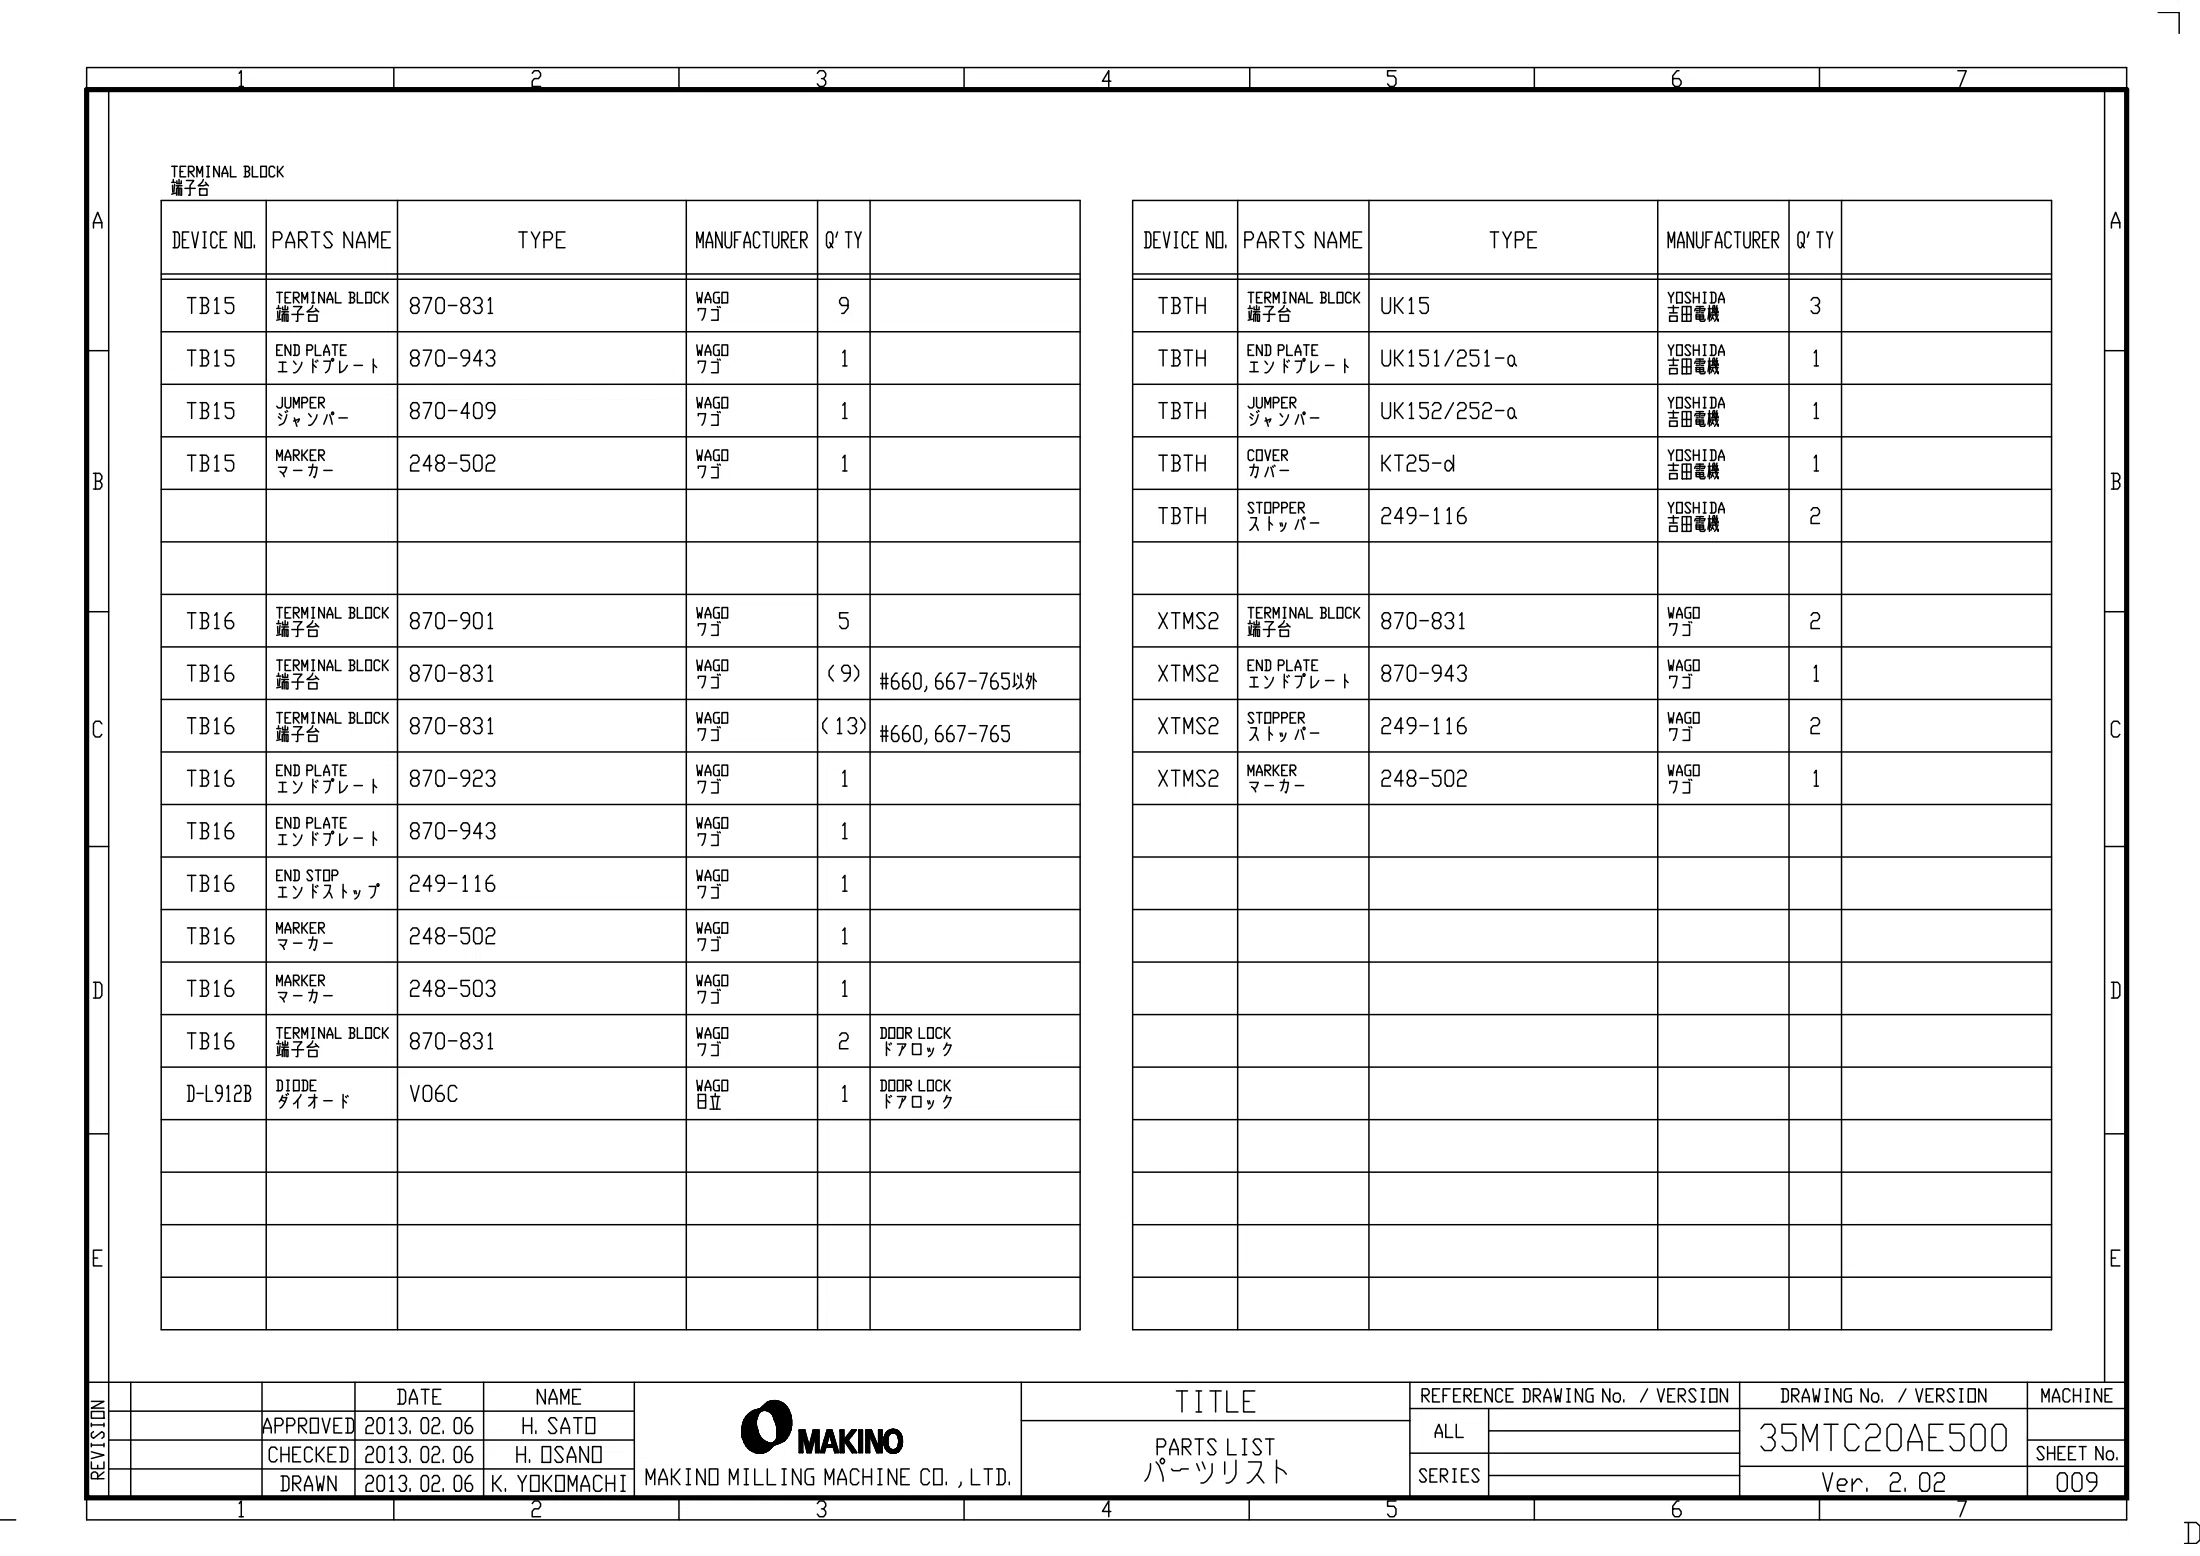 1 2 3 4 5 6 7
TERMINAL BLOCK
端子台
DEVICE NO. PARTS NAME TYPE MANUFACTURER Q'TY
TB15 TERMINAL BLOCK 端子台 870-831 WAGO ワゴ 9
TB15 END PLATE エンドプレート 870-943 WAGO ワゴ 1
TB15 JUMPER ジャンパー 870-409 WAGO ワゴ 1
TB15 MARKER マーカー 248-502 WAGO ワゴ 1
TB16 TERMINAL BLOCK 端子台 870-901 WAGO ワゴ 5
TB16 TERMINAL BLOCK 端子台 870-831 WAGO ワゴ (9) #660,667-765以外
TB16 TERMINAL BLOCK 端子台 870-831 WAGO ワゴ (13) #660,667-765
TB16 END PLATE エンドプレート 870-923 WAGO ワゴ 1
TB16 END PLATE エンドプレート 870-943 WAGO ワゴ 1
TB16 END STOP エンドストップ 249-116 WAGO ワゴ 1
TB16 MARKER マーカー 248-502 WAGO ワゴ 1
TB16 MARKER マーカー 248-503 WAGO ワゴ 1
TB16 TERMINAL BLOCK 端子台 870-831 WAGO ワゴ 2 DOOR LOCK ドアロック
D-L912B DIODE ダイオード V06C WAGO 日立 1 DOOR LOCK ドアロック
DEVICE NO. PARTS NAME TYPE MANUFACTURER Q'TY
TBTH TERMINAL BLOCK 端子台 UK15 YOSHIDA 吉田電機 3
TBTH END PLATE エンドプレート UK151/251-a YOSHIDA 吉田電機 1
TBTH JUMPER ジャンパー UK152/252-a YOSHIDA 吉田電機 1
TBTH COVER カバー KT25-d YOSHIDA 吉田電機 1
TBTH STOPPER ストッパー 249-116 YOSHIDA 吉田電機 2
XTMS2 TERMINAL BLOCK 端子台 870-831 WAGO ワゴ 2
XTMS2 END PLATE エンドプレート 870-943 WAGO ワゴ 1
XTMS2 STOPPER ストッパー 249-116 WAGO ワゴ 2
XTMS2 MARKER マーカー 248-502 WAGO ワゴ 1
A A
B B
C C
D D
E E
REVISION
DATE NAME
APPROVED 2013.02.06 H. SATO
CHECKED 2013.02.06 H. OSANO
DRAWN 2013.02.06 K. YOKOMACHI
MAKINO
MAKINO MILLING MACHINE CO.,LTD.
TITLE
PARTS LIST
パーツリスト
REFERENCE DRAWING No. / VERSION
ALL
SERIES
DRAWING No. / VERSION
35MTC20AE500
Ver. 2.02
MACHINE
SHEET No.
009
1 2 3 4 5 6 7
D